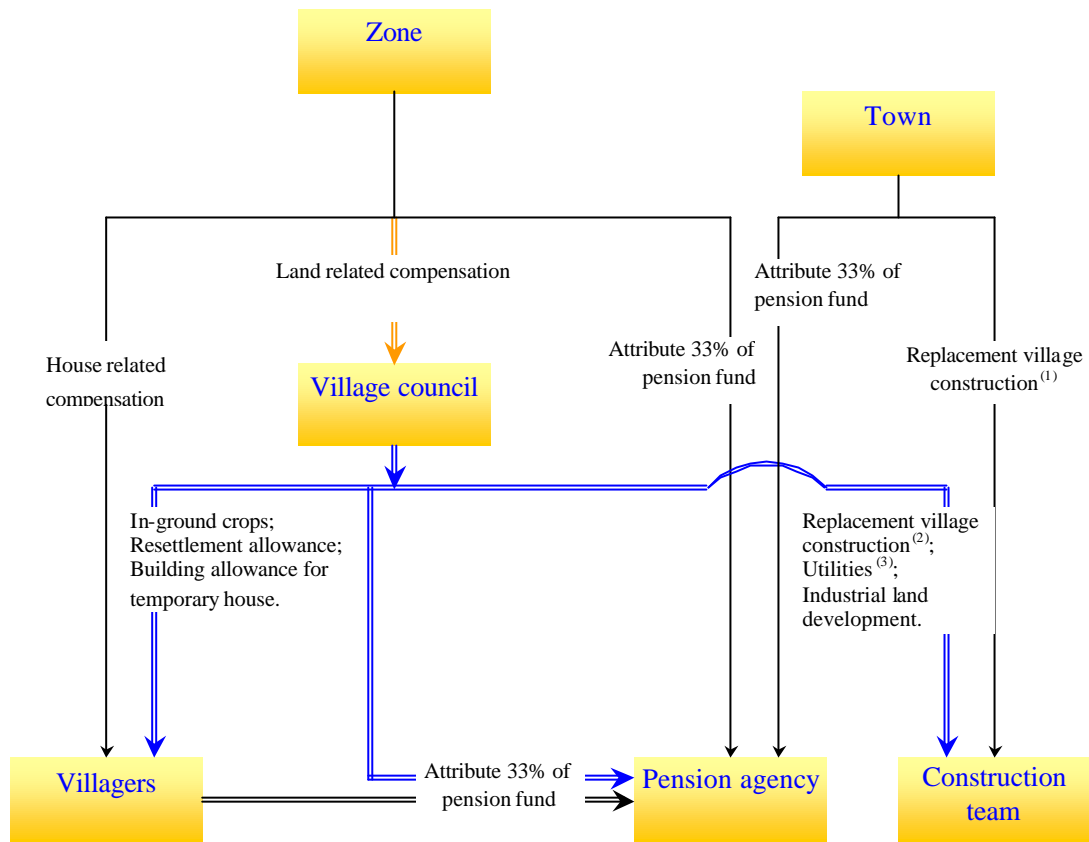 Zone
Town
Land related compensation
Attribute 33% of
pension fund
House related
compensation
Attribute 33% of
pension fund
Replacement village
construction(1)
Village council
In-ground crops;
Resettlement allowance;
Building allowance for
temporary house.
Replacement village
construction(2);
Utilities(3);
Industrial land
development.
Villagers
Attribute 33% of
pension fund
Pension agency
Construction
team